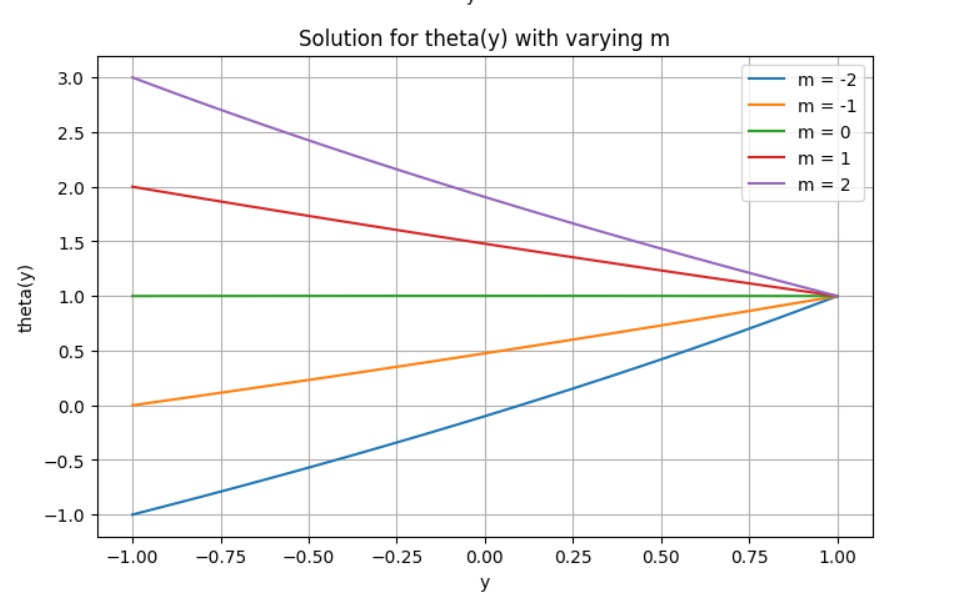 y
Solution for theta(y) with varying m
m = -2
m = -1
m = 0
m = 1
m = 2
theta(y)
3.0
2.5
2.0
1.5
1.0
0.5
0.0
−0.5
−1.0
−1.00 −0.75 −0.50 −0.25 0.00 0.25 0.50 0.75 1.00
y